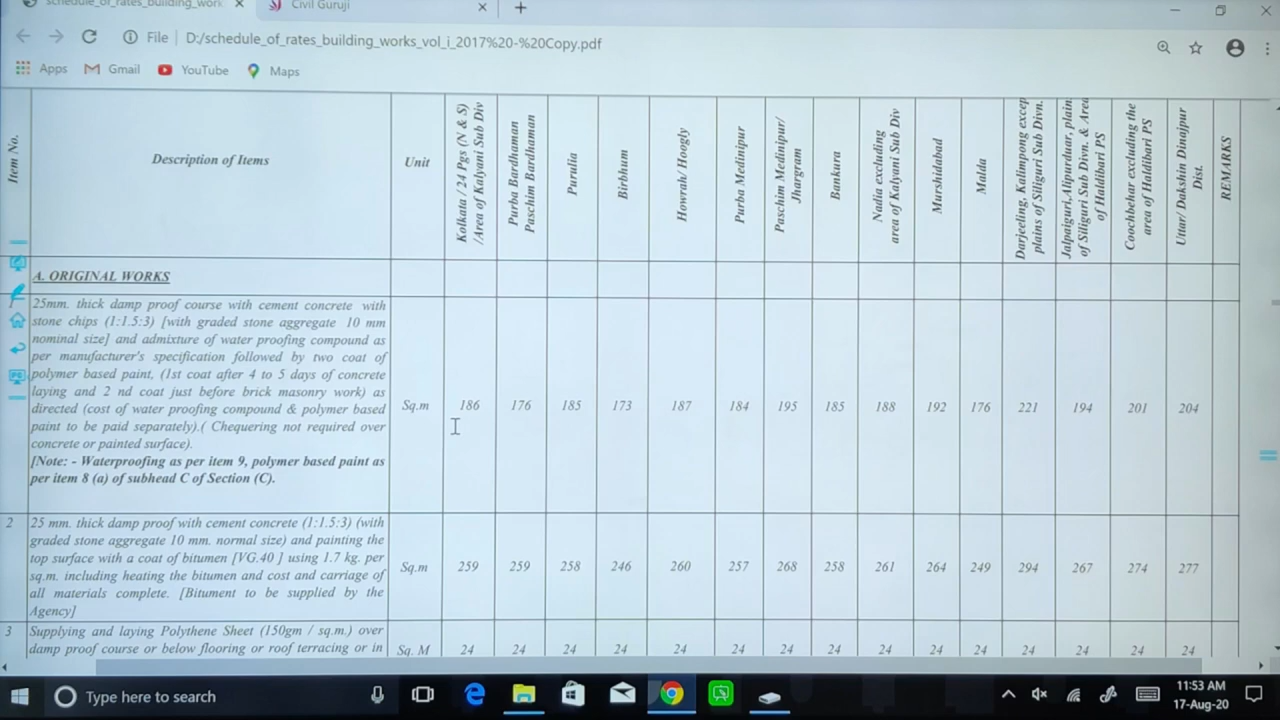 schedule_of_rates_building_work
Civil Guruji
File
D:/schedule_of_rates_building_works_vol_i_2017%20-%20Copy.pdf
Apps
Gmail
YouTube
Maps
Item No.
Description of Items
Unit
Kolkata / 24 Pgs (N & S)
/Area of Kalyani Sub Div
Purba Bardhaman
Paschim Bardhaman
Purulia
Birbhum
Howrah/ Hoogly
Purba Medinipur
Paschim Medinipur/
Jhargram
Bankura
Nadia excluding
area of Kalyani Sub Div
Murshidabad
Malda
Darjeeling, Kalimpong excep
plains of Siliguri Sub Divn.
Jalpaiguri,Alipurduar, plain
of Siliguri Sub Divn. & Area
of Haldibari PS
Coochbehar excluding the
area of Haldibari PS
Uttar/ Dakshin Dinajpur
Dist.
REMARKS
A. ORIGINAL WORKS
1
25mm. thick damp proof course with cement concrete with
stone chips (1:1.5:3) [with graded stone aggregate 10 mm
nominal size] and admixture of water proofing compound as
per manufacturer's specification followed by two coat of
polymer based paint, (1st coat after 4 to 5 days of concrete
laying and 2 nd coat just before brick masonry work) as
directed (cost of water proofing compound & polymer based
paint to be paid separately).( Chequering not required over
concrete or painted surface).
[Note: - Waterproofing as per item 9, polymer based paint as
per item 8 (a) of subhead C of Section (C).
Sq.m 186 176 185 173 187 184 195 185 188 192 176 221 194 201 204
2
25 mm. thick damp proof with cement concrete (1:1.5:3) (with
graded stone aggregate 10 mm. normal size) and painting the
top surface with a coat of bitumen [VG.40 ] using 1.7 kg. per
sq.m. including heating the bitumen and cost and carriage of
all materials complete. [Bitument to be supplied by the
Agency]
Sq.m 259 259 258 246 260 257 268 258 261 264 249 294 267 274 277
3
Supplying and laying Polythene Sheet (150gm / sq.m.) over
damp proof course or below flooring or roof terracing or in
Sq. M 24 24 24 24 24 24 24 24 24 24 24 24 24 24 24
Type here to search
11:53 AM
17-Aug-20